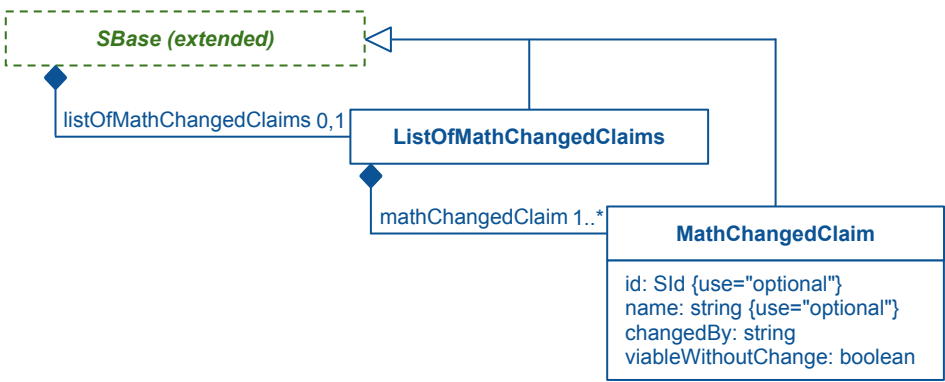 SBase (extended)
listOfMathChangedClaims 0,1
ListOfMathChangedClaims
mathChangedClaim 1..*
MathChangedClaim
id: SId {use="optional"}
name: string {use="optional"}
changedBy: string
viableWithoutChange: boolean